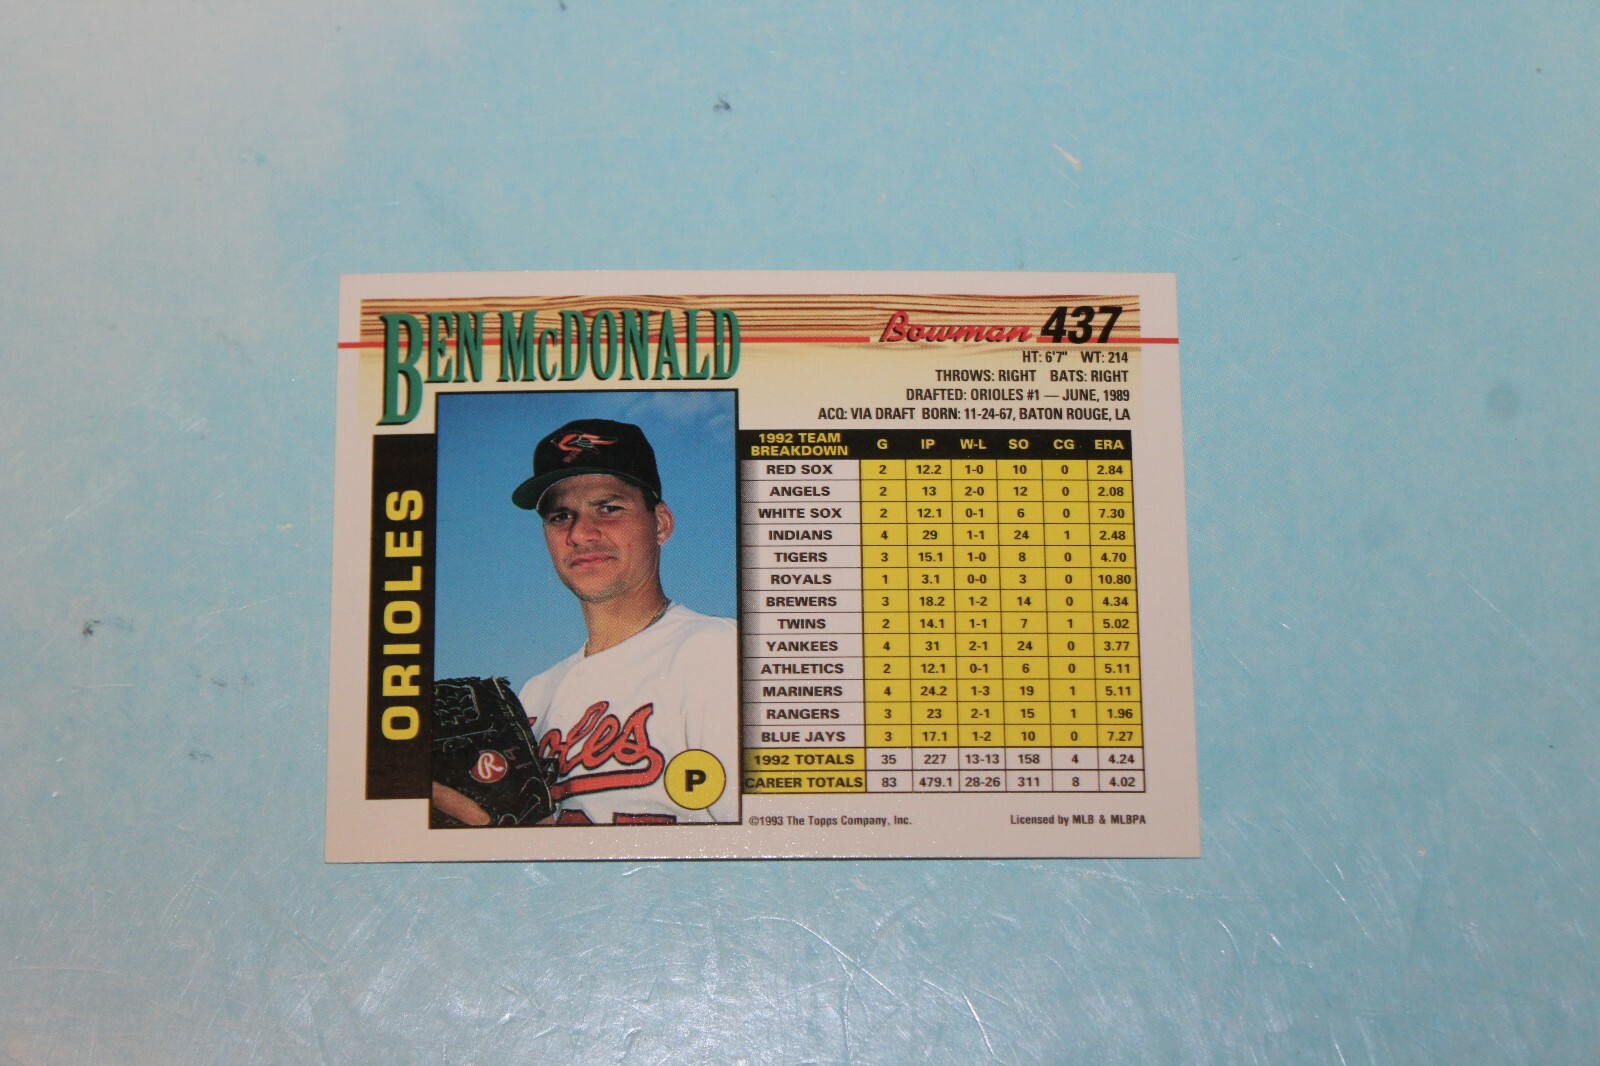 BEN McDONALD
Bowman 437
HT: 6'7" WT: 214
THROWS: RIGHT BATS: RIGHT
DRAFTED: ORIOLES #1 — JUNE, 1989
ACQ: VIA DRAFT BORN: 11-24-67, BATON ROUGE, LA
ORIOLES
oles
R
P
1992 TEAM BREAKDOWN G IP W-L SO CG ERA
RED SOX 2 12.2 1-0 10 0 2.84
ANGELS 2 13 2-0 12 0 2.08
WHITE SOX 2 12.1 0-1 6 0 7.30
INDIANS 4 29 1-1 24 1 2.48
TIGERS 3 15.1 1-0 8 0 4.70
ROYALS 1 3.1 0-0 3 0 10.80
BREWERS 3 18.2 1-2 14 0 4.34
TWINS 2 14.1 1-1 7 1 5.02
YANKEES 4 31 2-1 24 0 3.77
ATHLETICS 2 12.1 0-1 6 0 5.11
MARINERS 4 24.2 1-3 19 1 5.11
RANGERS 3 23 2-1 15 1 1.96
BLUE JAYS 3 17.1 1-2 10 0 7.27
1992 TOTALS 35 227 13-13 158 4 4.24
CAREER TOTALS 83 479.1 28-26 311 8 4.02
©1993 The Topps Company, Inc. Licensed by MLB & MLBPA